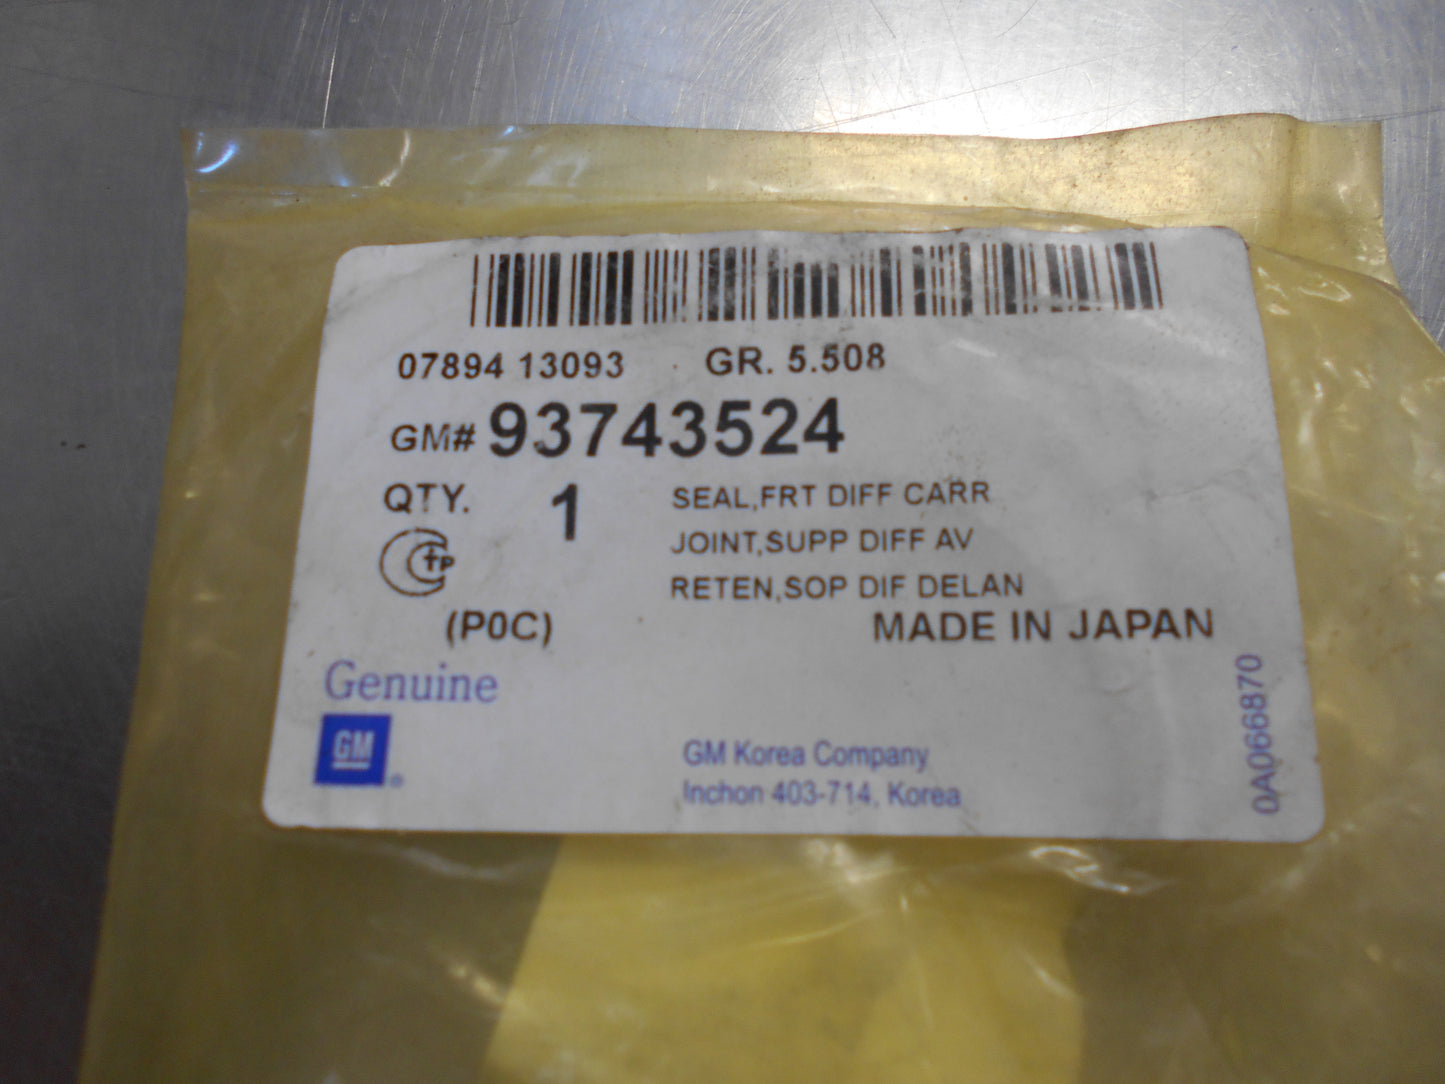 07894 13093 GR. 5.508
GM# 93743524
QTY. 1 SEAL,FRT DIFF CARR
JOINT,SUPP DIFF AV
RETEN,SOP DIF DELAN
CTP
(P0C) MADE IN JAPAN
Genuine
GM®
GM Korea Company
Inchon 403-714, Korea
0A066870